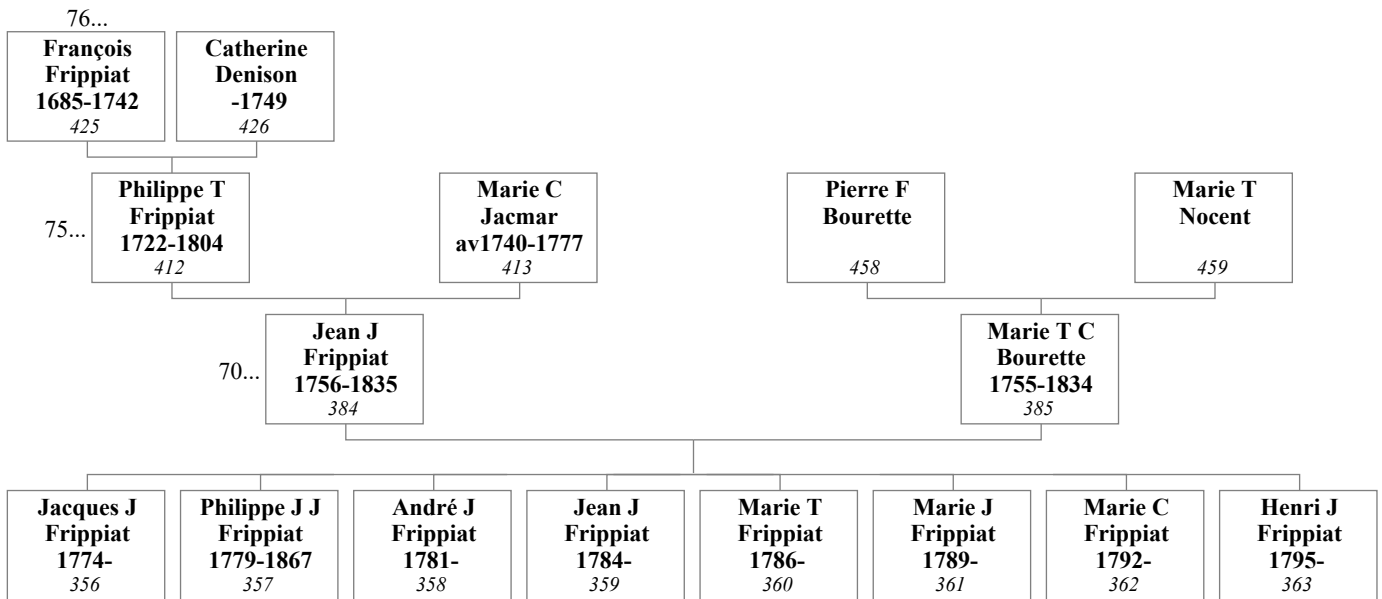 76...
François
Frippiat
1685-1742
425
Catherine
Denison
-1749
426
75...
Philippe T
Frippiat
1722-1804
412
Marie C
Jacmar
av1740-1777
413
Pierre F
Bourette
458
Marie T
Nocent
459
70...
Jean J
Frippiat
1756-1835
384
Marie T C
Bourette
1755-1834
385
Jacques J
Frippiat
1774-
356
Philippe J J
Frippiat
1779-1867
357
André J
Frippiat
1781-
358
Jean J
Frippiat
1784-
359
Marie T
Frippiat
1786-
360
Marie J
Frippiat
1789-
361
Marie C
Frippiat
1792-
362
Henri J
Frippiat
1795-
363